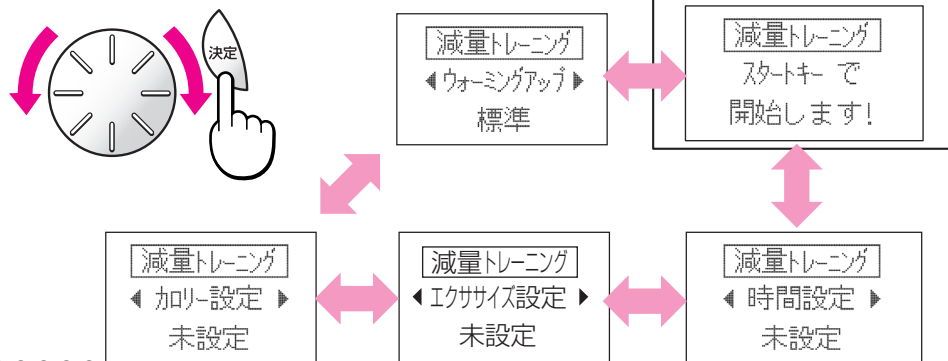 決定
減量トレーニング
ウォーミングアップ
標準
減量トレーニング
スタートキー で
開始します!
減量トレーニング
カロリー設定
未設定
減量トレーニング
エクササイズ設定
未設定
減量トレーニング
時間設定
未設定